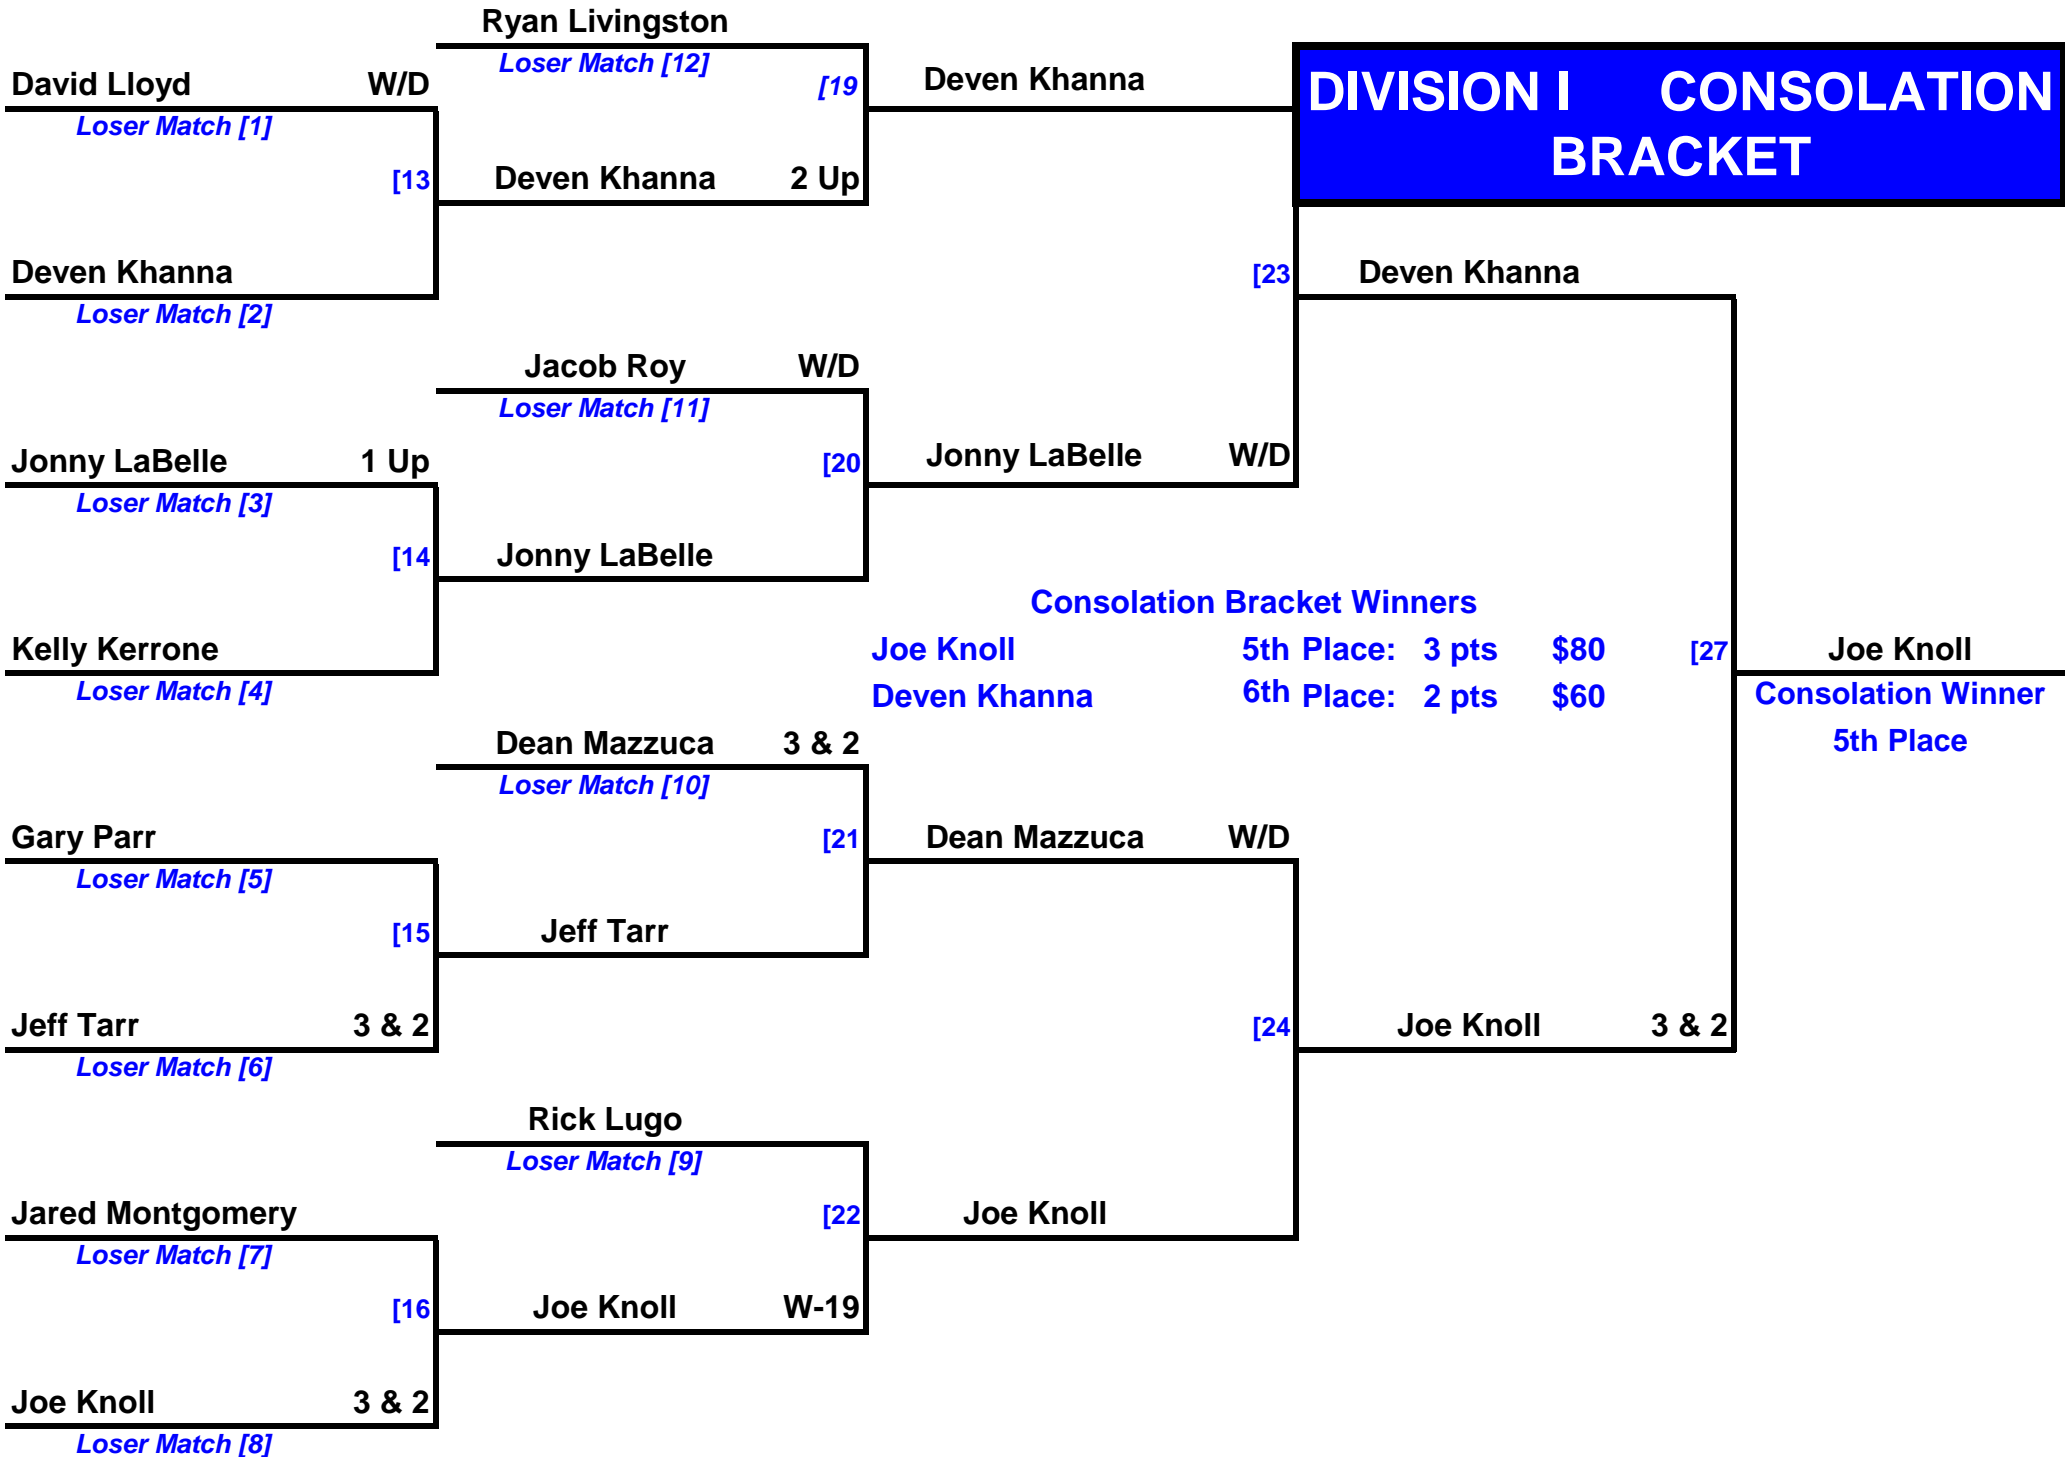 Ryan Livingston
Loser Match [12]
David Lloyd W/D
[19
Deven Khanna
DIVISION I CONSOLATION
BRACKET
Loser Match [1]
[13
Deven Khanna 2 Up
Deven Khanna
Loser Match [2]
[23
Deven Khanna
Jacob Roy W/D
Loser Match [11]
Jonny LaBelle 1 Up
Loser Match [3]
[20
Jonny LaBelle W/D
[14
Jonny LaBelle
Consolation Bracket Winners
Kelly Kerrone
Loser Match [4]
Joe Knoll 5th Place: 3 pts $80
Deven Khanna 6th Place: 2 pts $60
[27
Joe Knoll
Consolation Winner
5th Place
Dean Mazzuca 3 & 2
Loser Match [10]
Gary Parr
Loser Match [5]
[21
Dean Mazzuca W/D
[15
Jeff Tarr
Jeff Tarr 3 & 2
Loser Match [6]
[24
Joe Knoll 3 & 2
Rick Lugo
Loser Match [9]
Jared Montgomery
Loser Match [7]
[22
Joe Knoll
[16
Joe Knoll W-19
Joe Knoll 3 & 2
Loser Match [8]